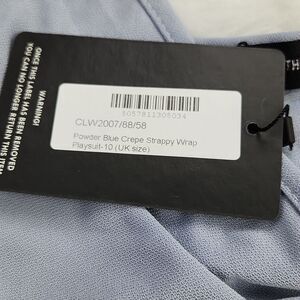 WARNING!
ONCE THIS LABEL HAS BEEN REMOVED
YOU CAN NO LONGER RETURN THIS ITEM
5057811305034
CLW2007/88/58
Powder Blue Crepe Strappy Wrap
Playsuit-10 (UK size)
TH